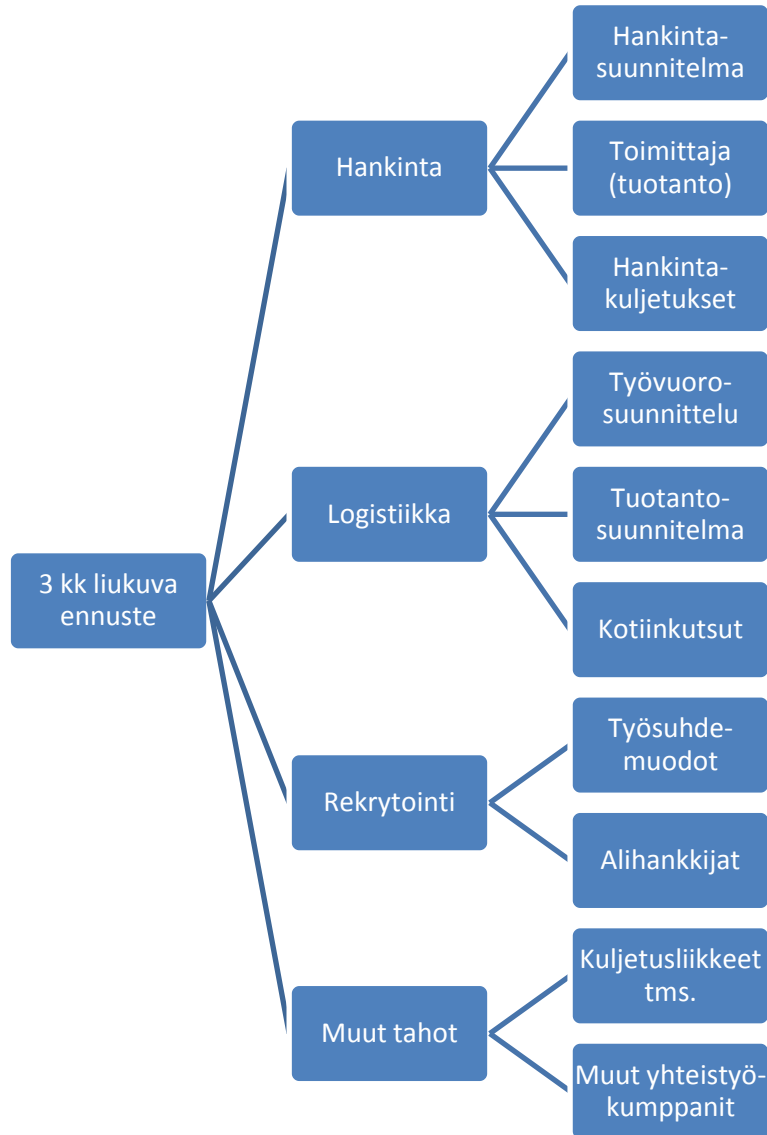 3 kk liukuva
ennuste
Hankinta
Hankinta-
suunnitelma
Toimittaja
(tuotanto)
Hankinta-
kuljetukset
Logistiikka
Työvuoro-
suunnittelu
Tuotanto-
suunnitelma
Kotiinkutsut
Rekrytointi
Työsuhde-
muodot
Alihankkijat
Muut tahot
Kuljetusliikkeet
tms.
Muut yhteistyö-
kumppanit